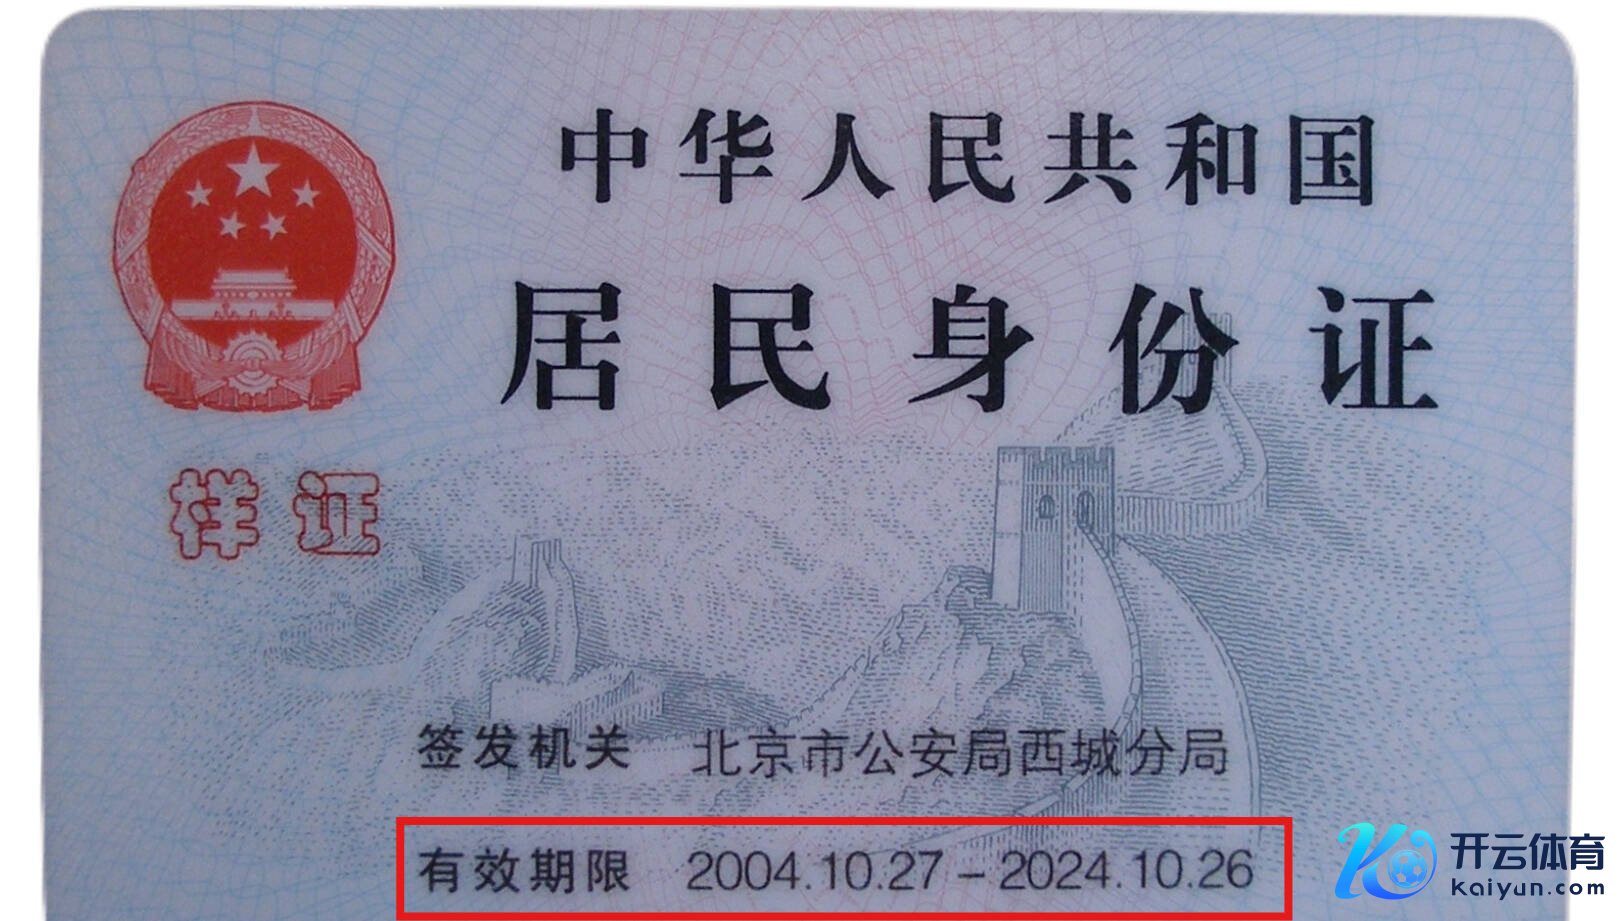 中华人民共和国
居民身份证
样证
签发机关 北京市公安局西城分局
有效期限 2004.10.27-2024.10.26
开云体育
kaiyun.com